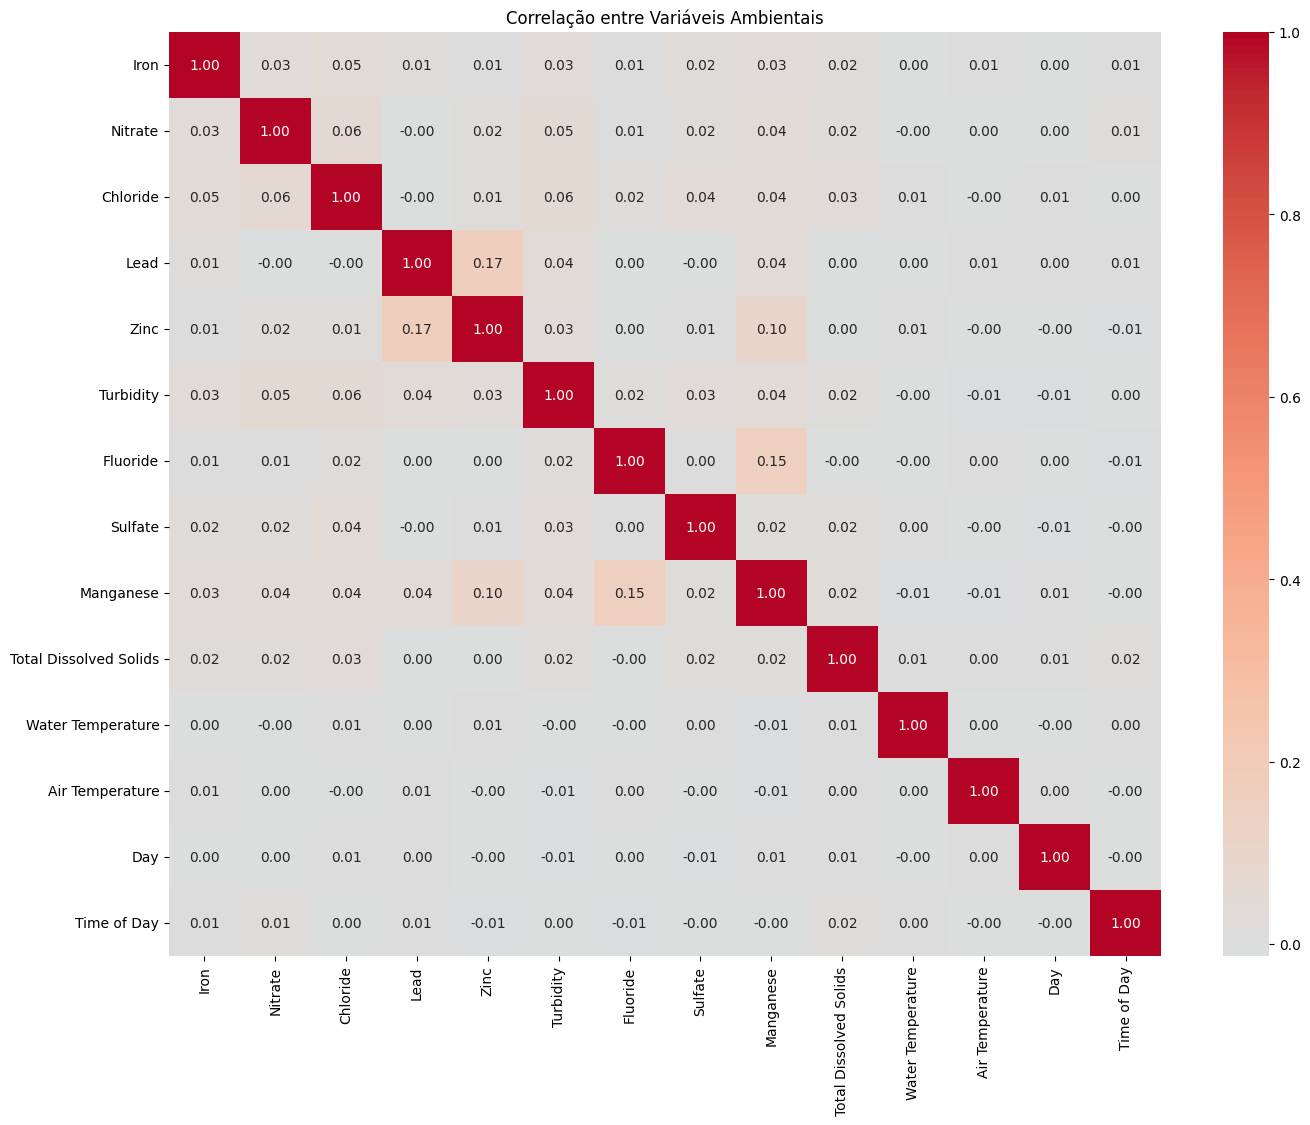 Correlação entre Variáveis Ambientais
Iron 1.00 0.03 0.05 0.01 0.01 0.03 0.01 0.02 0.03 0.02 0.00 0.01 0.00 0.01
Nitrate 0.03 1.00 0.06 -0.00 0.02 0.05 0.01 0.02 0.04 0.02 -0.00 0.00 0.00 0.01
Chloride 0.05 0.06 1.00 -0.00 0.01 0.06 0.02 0.04 0.04 0.03 0.01 -0.00 0.01 0.00
Lead 0.01 -0.00 -0.00 1.00 0.17 0.04 0.00 -0.00 0.04 0.00 0.00 0.01 0.00 0.01
Zinc 0.01 0.02 0.01 0.17 1.00 0.03 0.00 0.01 0.10 0.00 0.01 -0.00 -0.00 -0.01
Turbidity 0.03 0.05 0.06 0.04 0.03 1.00 0.02 0.03 0.04 0.02 -0.00 -0.01 -0.01 0.00
Fluoride 0.01 0.01 0.02 0.00 0.00 0.02 1.00 0.00 0.15 -0.00 -0.00 0.00 0.00 -0.01
Sulfate 0.02 0.02 0.04 -0.00 0.01 0.03 0.00 1.00 0.02 0.02 0.00 -0.00 -0.01 -0.00
Manganese 0.03 0.04 0.04 0.04 0.10 0.04 0.15 0.02 1.00 0.02 -0.01 -0.01 0.01 -0.00
Total Dissolved Solids 0.02 0.02 0.03 0.00 0.00 0.02 -0.00 0.02 0.02 1.00 0.01 0.00 0.01 0.02
Water Temperature 0.00 -0.00 0.01 0.00 0.01 -0.00 -0.00 0.00 -0.01 0.01 1.00 0.00 -0.00 0.00
Air Temperature 0.01 0.00 -0.00 0.01 -0.00 -0.01 0.00 -0.00 -0.01 0.00 0.00 1.00 0.00 -0.00
Day 0.00 0.00 0.01 0.00 -0.00 -0.01 0.00 -0.01 0.01 0.01 -0.00 0.00 1.00 -0.00
Time of Day 0.01 0.01 0.00 0.01 -0.01 0.00 -0.01 -0.00 -0.00 0.02 0.00 -0.00 -0.00 1.00
Iron
Nitrate
Chloride
Lead
Zinc
Turbidity
Fluoride
Sulfate
Manganese
Total Dissolved Solids
Water Temperature
Air Temperature
Day
Time of Day
1.0
0.8
0.6
0.4
0.2
0.0